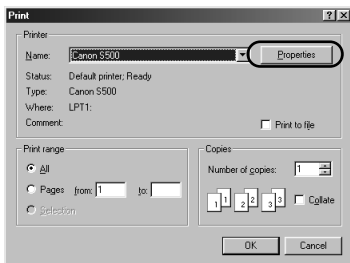 Print
Printer
Name: Canon S500 Properties
Status: Default printer; Ready
Type: Canon S500
Where: LPT1:
Comment: Print to file
Print range
All
Pages from: 1 to:
Selection
Copies
Number of copies: 1
1 1 2 2 3 3 Collate
OK Cancel